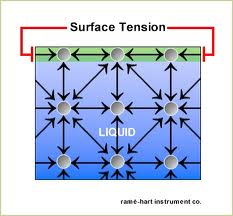 Surface Tension
LIQUID
ramé-hart instrument co.